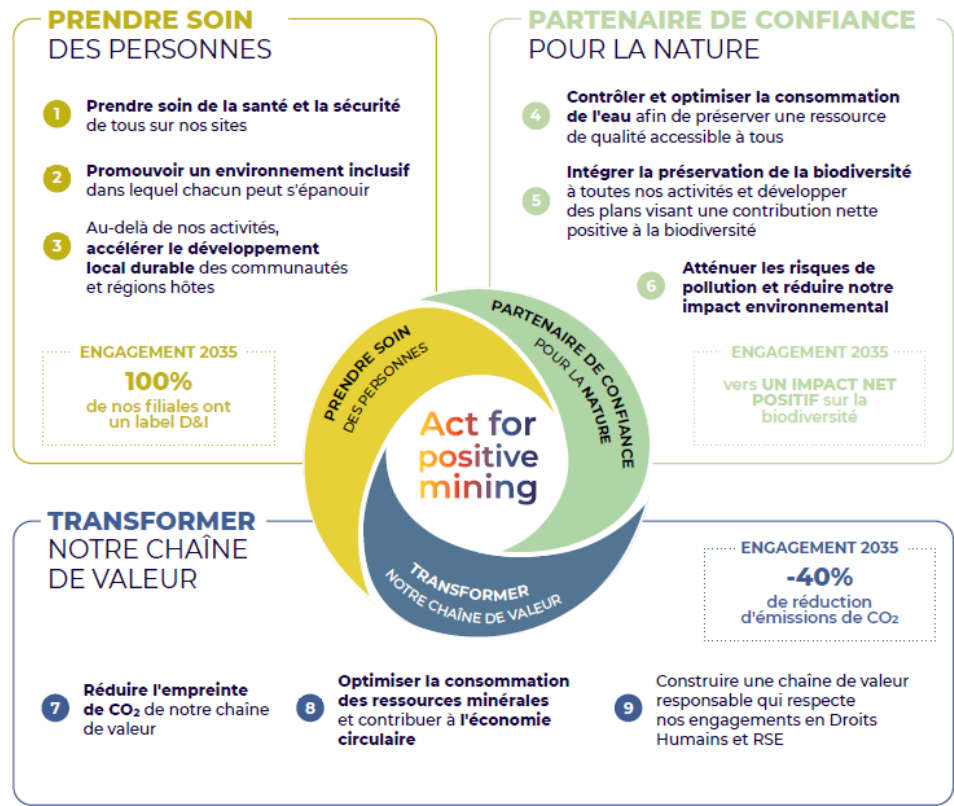 PRENDRE SOIN
DES PERSONNES
1
Prendre soin de la santé et la sécurité
de tous sur nos sites
2
Promouvoir un environnement inclusif
dans lequel chacun peut s'épanouir
3
Au-delà de nos activités,
accélérer le développement
local durable des communautés
et régions hôtes
ENGAGEMENT 2035
100%
de nos filiales ont
un label D&I
PARTENAIRE DE CONFIANCE
POUR LA NATURE
4
Contrôler et optimiser la consommation
de l'eau afin de préserver une ressource
de qualité accessible à tous
5
Intégrer la préservation de la biodiversité
à toutes nos activités et développer
des plans visant une contribution nette
positive à la biodiversité
6
Atténuer les risques de
pollution et réduire notre
impact environnemental
ENGAGEMENT 2035
vers UN IMPACT NET
POSITIF sur la
biodiversité
PRENDRE SOIN
DES PERSONNES
PARTENAIRE DE CONFIANCE
POUR LA NATURE
Act for
positive
mining
TRANSFORMER
NOTRE CHAÎNE DE VALEUR
TRANSFORMER
NOTRE CHAÎNE
DE VALEUR
ENGAGEMENT 2035
-40%
de réduction
d'émissions de CO₂
7
Réduire l'empreinte
de CO₂ de notre chaîne
de valeur
8
Optimiser la consommation
des ressources minérales
et contribuer à l'économie
circulaire
9
Construire une chaîne de valeur
responsable qui respecte
nos engagements en Droits
Humains et RSE